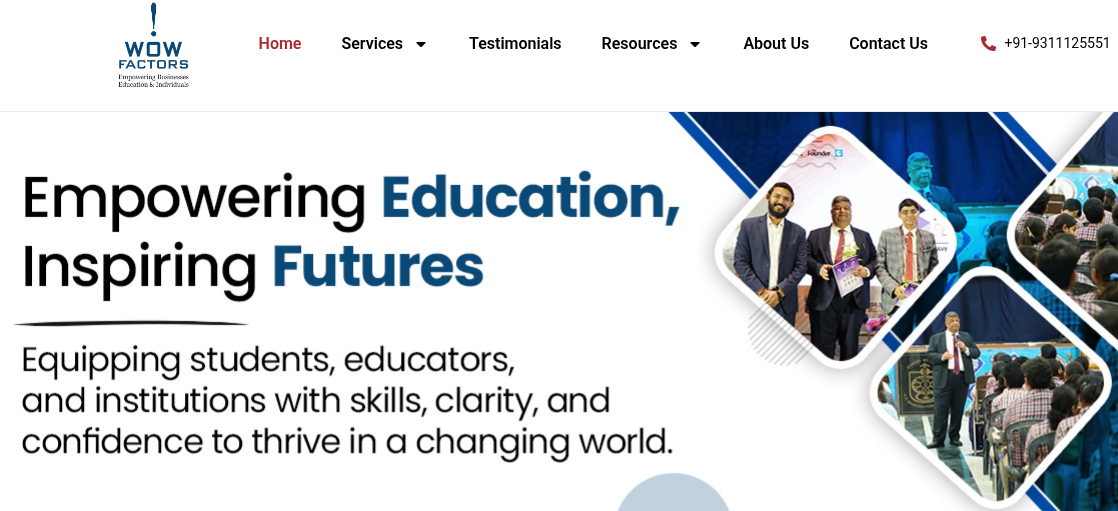 WOW
FACTORS
Empowering Businesses
Education & Individuals
Home
Services
Testimonials
Resources
About Us
Contact Us
+91-9311125551
Empowering Education,
Inspiring Futures
Equipping students, educators,
and institutions with skills, clarity, and
confidence to thrive in a changing world.